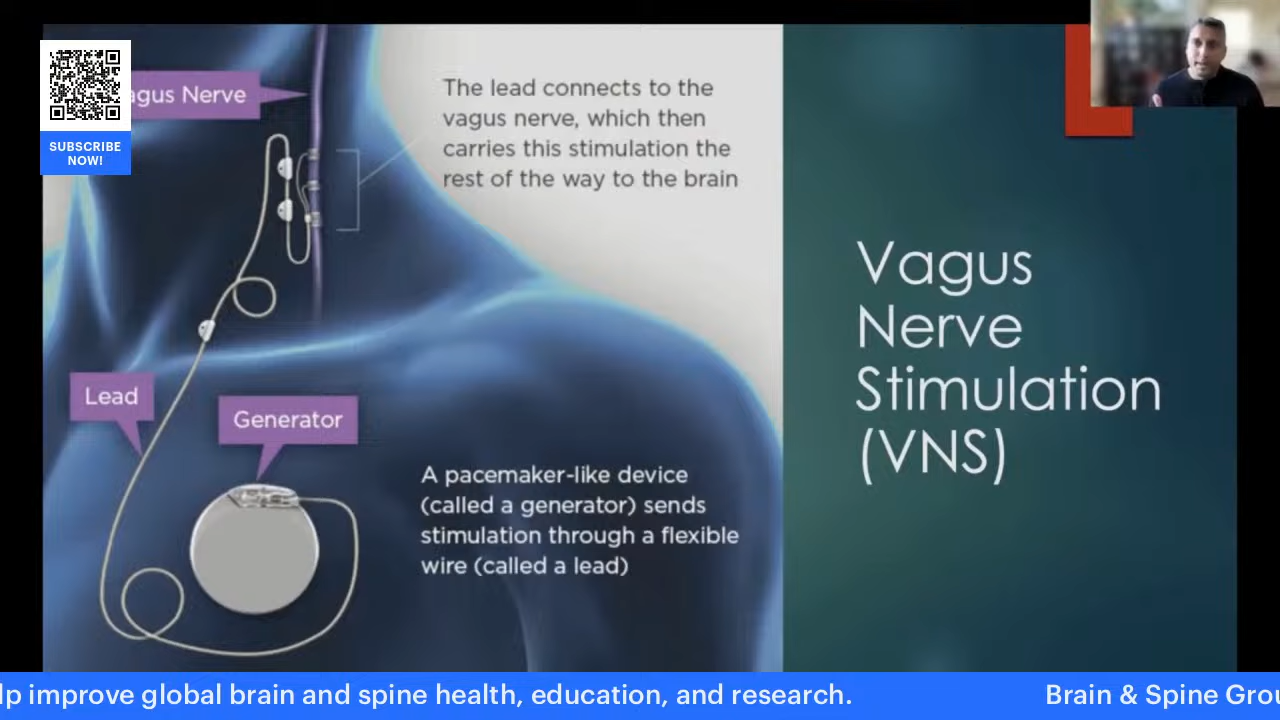 agus Nerve
SUBSCRIBE
NOW!
The lead connects to the
vagus nerve, which then
carries this stimulation the
rest of the way to the brain
Lead
Generator
A pacemaker-like device
(called a generator) sends
stimulation through a flexible
wire (called a lead)
Vagus
Nerve
Stimulation
(VNS)
lp improve global brain and spine health, education, and research. Brain & Spine Grou